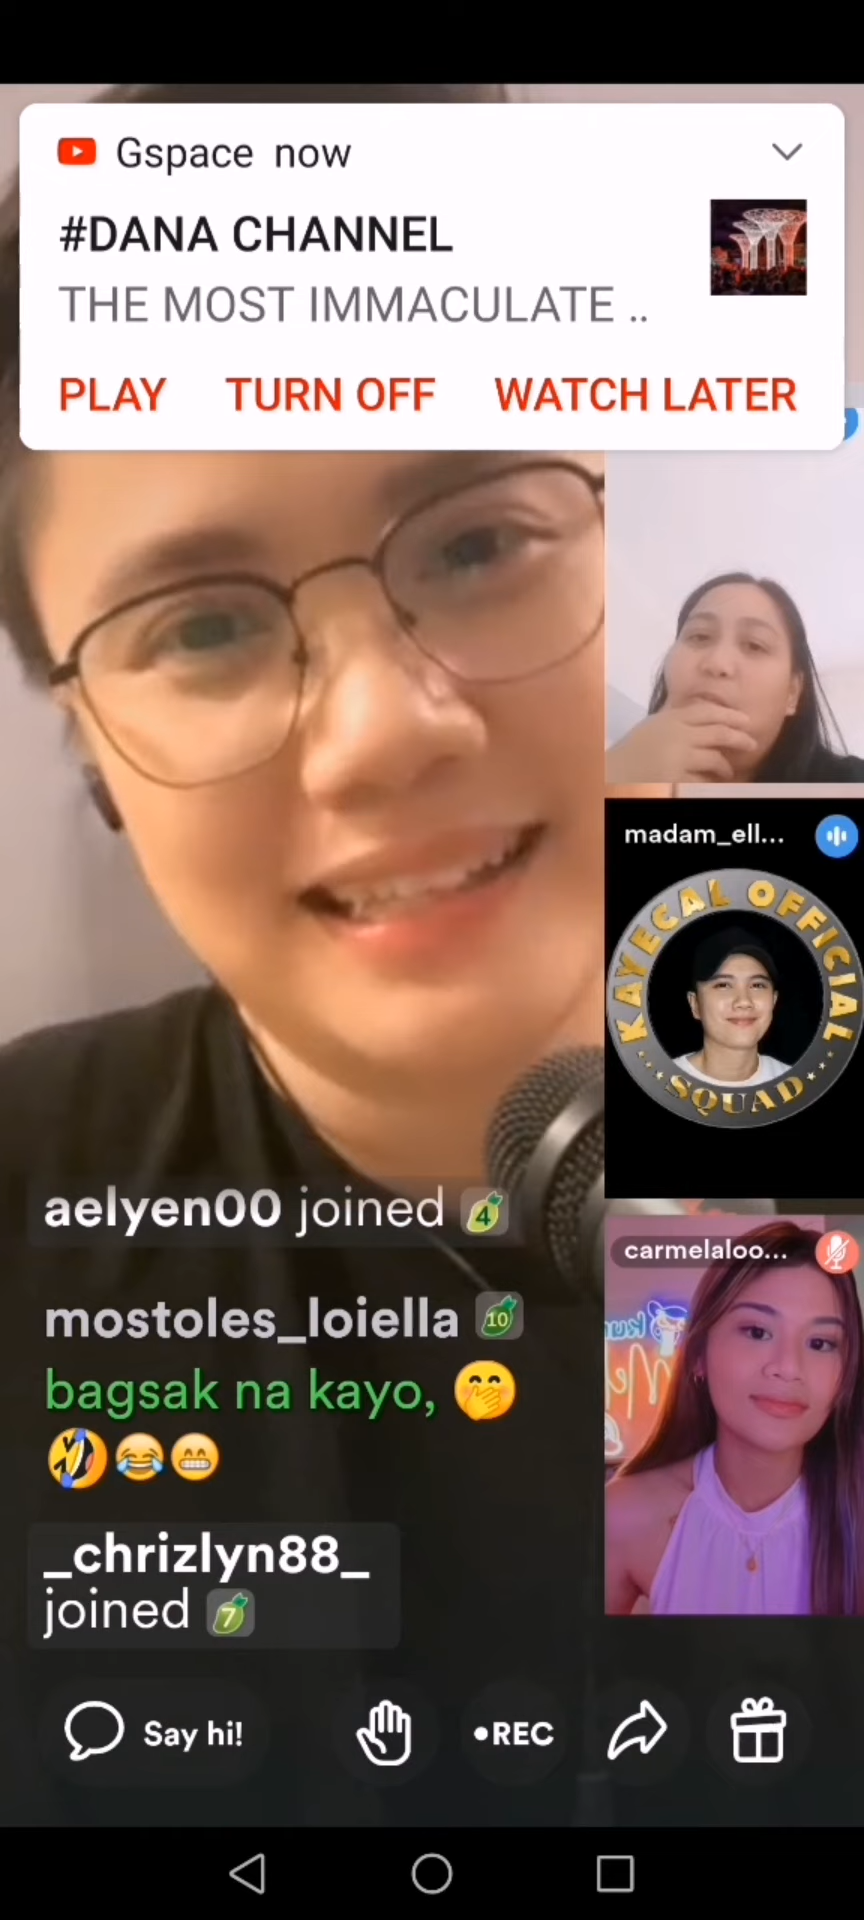 Gspace now
#DANA CHANNEL
THE MOST IMMACULATE ..
PLAY TURN OFF WATCH LATER
madam_ell...
KAYECAL OFFICIAL
SQUAD
aelyen00 joined 4
carmelaloo...
mostoles_loiella 10
bagsak na kayo, 🤭
🤣😂😁
_chrizlyn88_
joined 7
Say hi!
•REC